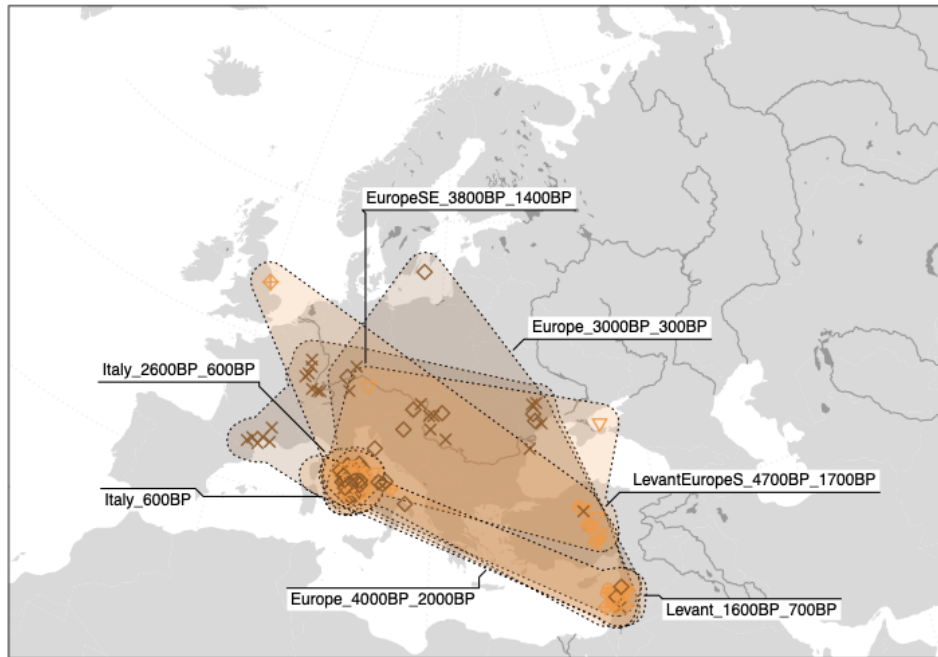 EuropeSE_3800BP_1400BP
Europe_3000BP_300BP
Italy_2600BP_600BP
LevantEuropeS_4700BP_1700BP
Italy_600BP
Europe_4000BP_2000BP
Levant_1600BP_700BP